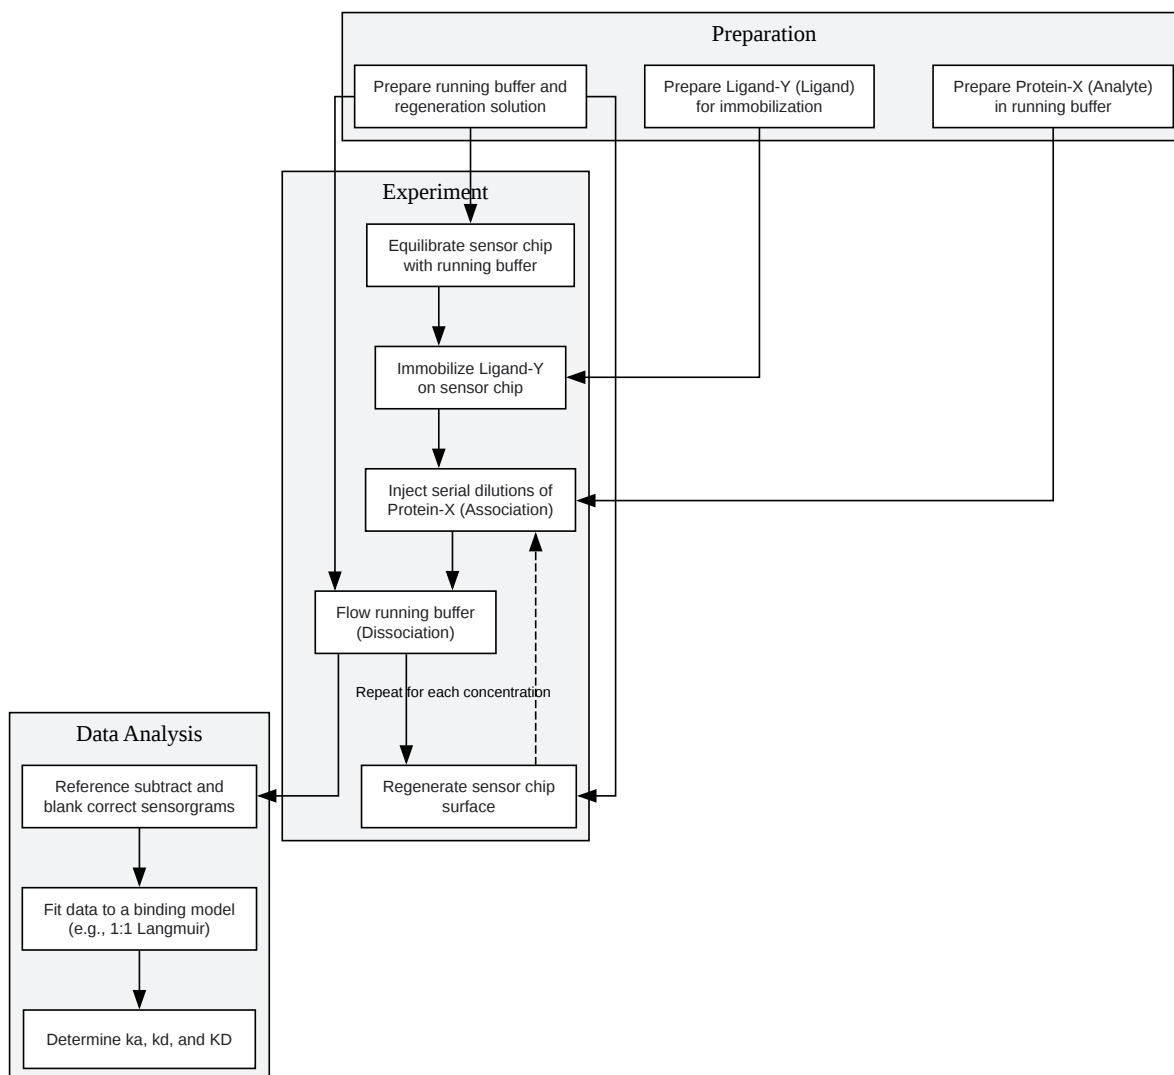 Preparation
Prepare running buffer and
regeneration solution
Prepare Ligand-Y (Ligand)
for immobilization
Prepare Protein-X (Analyte)
in running buffer
Experiment
Equilibrate sensor chip
with running buffer
Immobilize Ligand-Y
on sensor chip
Inject serial dilutions of
Protein-X (Association)
Flow running buffer
(Dissociation)
Repeat for each concentration
Regenerate sensor chip
surface
Data Analysis
Reference subtract and
blank correct sensorgrams
Fit data to a binding model
(e.g., 1:1 Langmuir)
Determine ka, kd, and KD